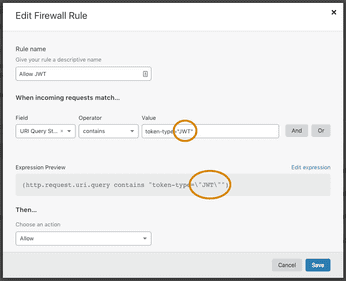 Edit Firewall Rule
×
Rule name
Give your rule a descriptive name
Allow JWT
When incoming requests match...
Field Operator Value
URI Query St... × contains token-type="JWT" And Or
Expression Preview Edit expression
(http.request.uri.query contains "token-type=\"JWT\"")
Then...
Choose an action
Allow
Cancel Save